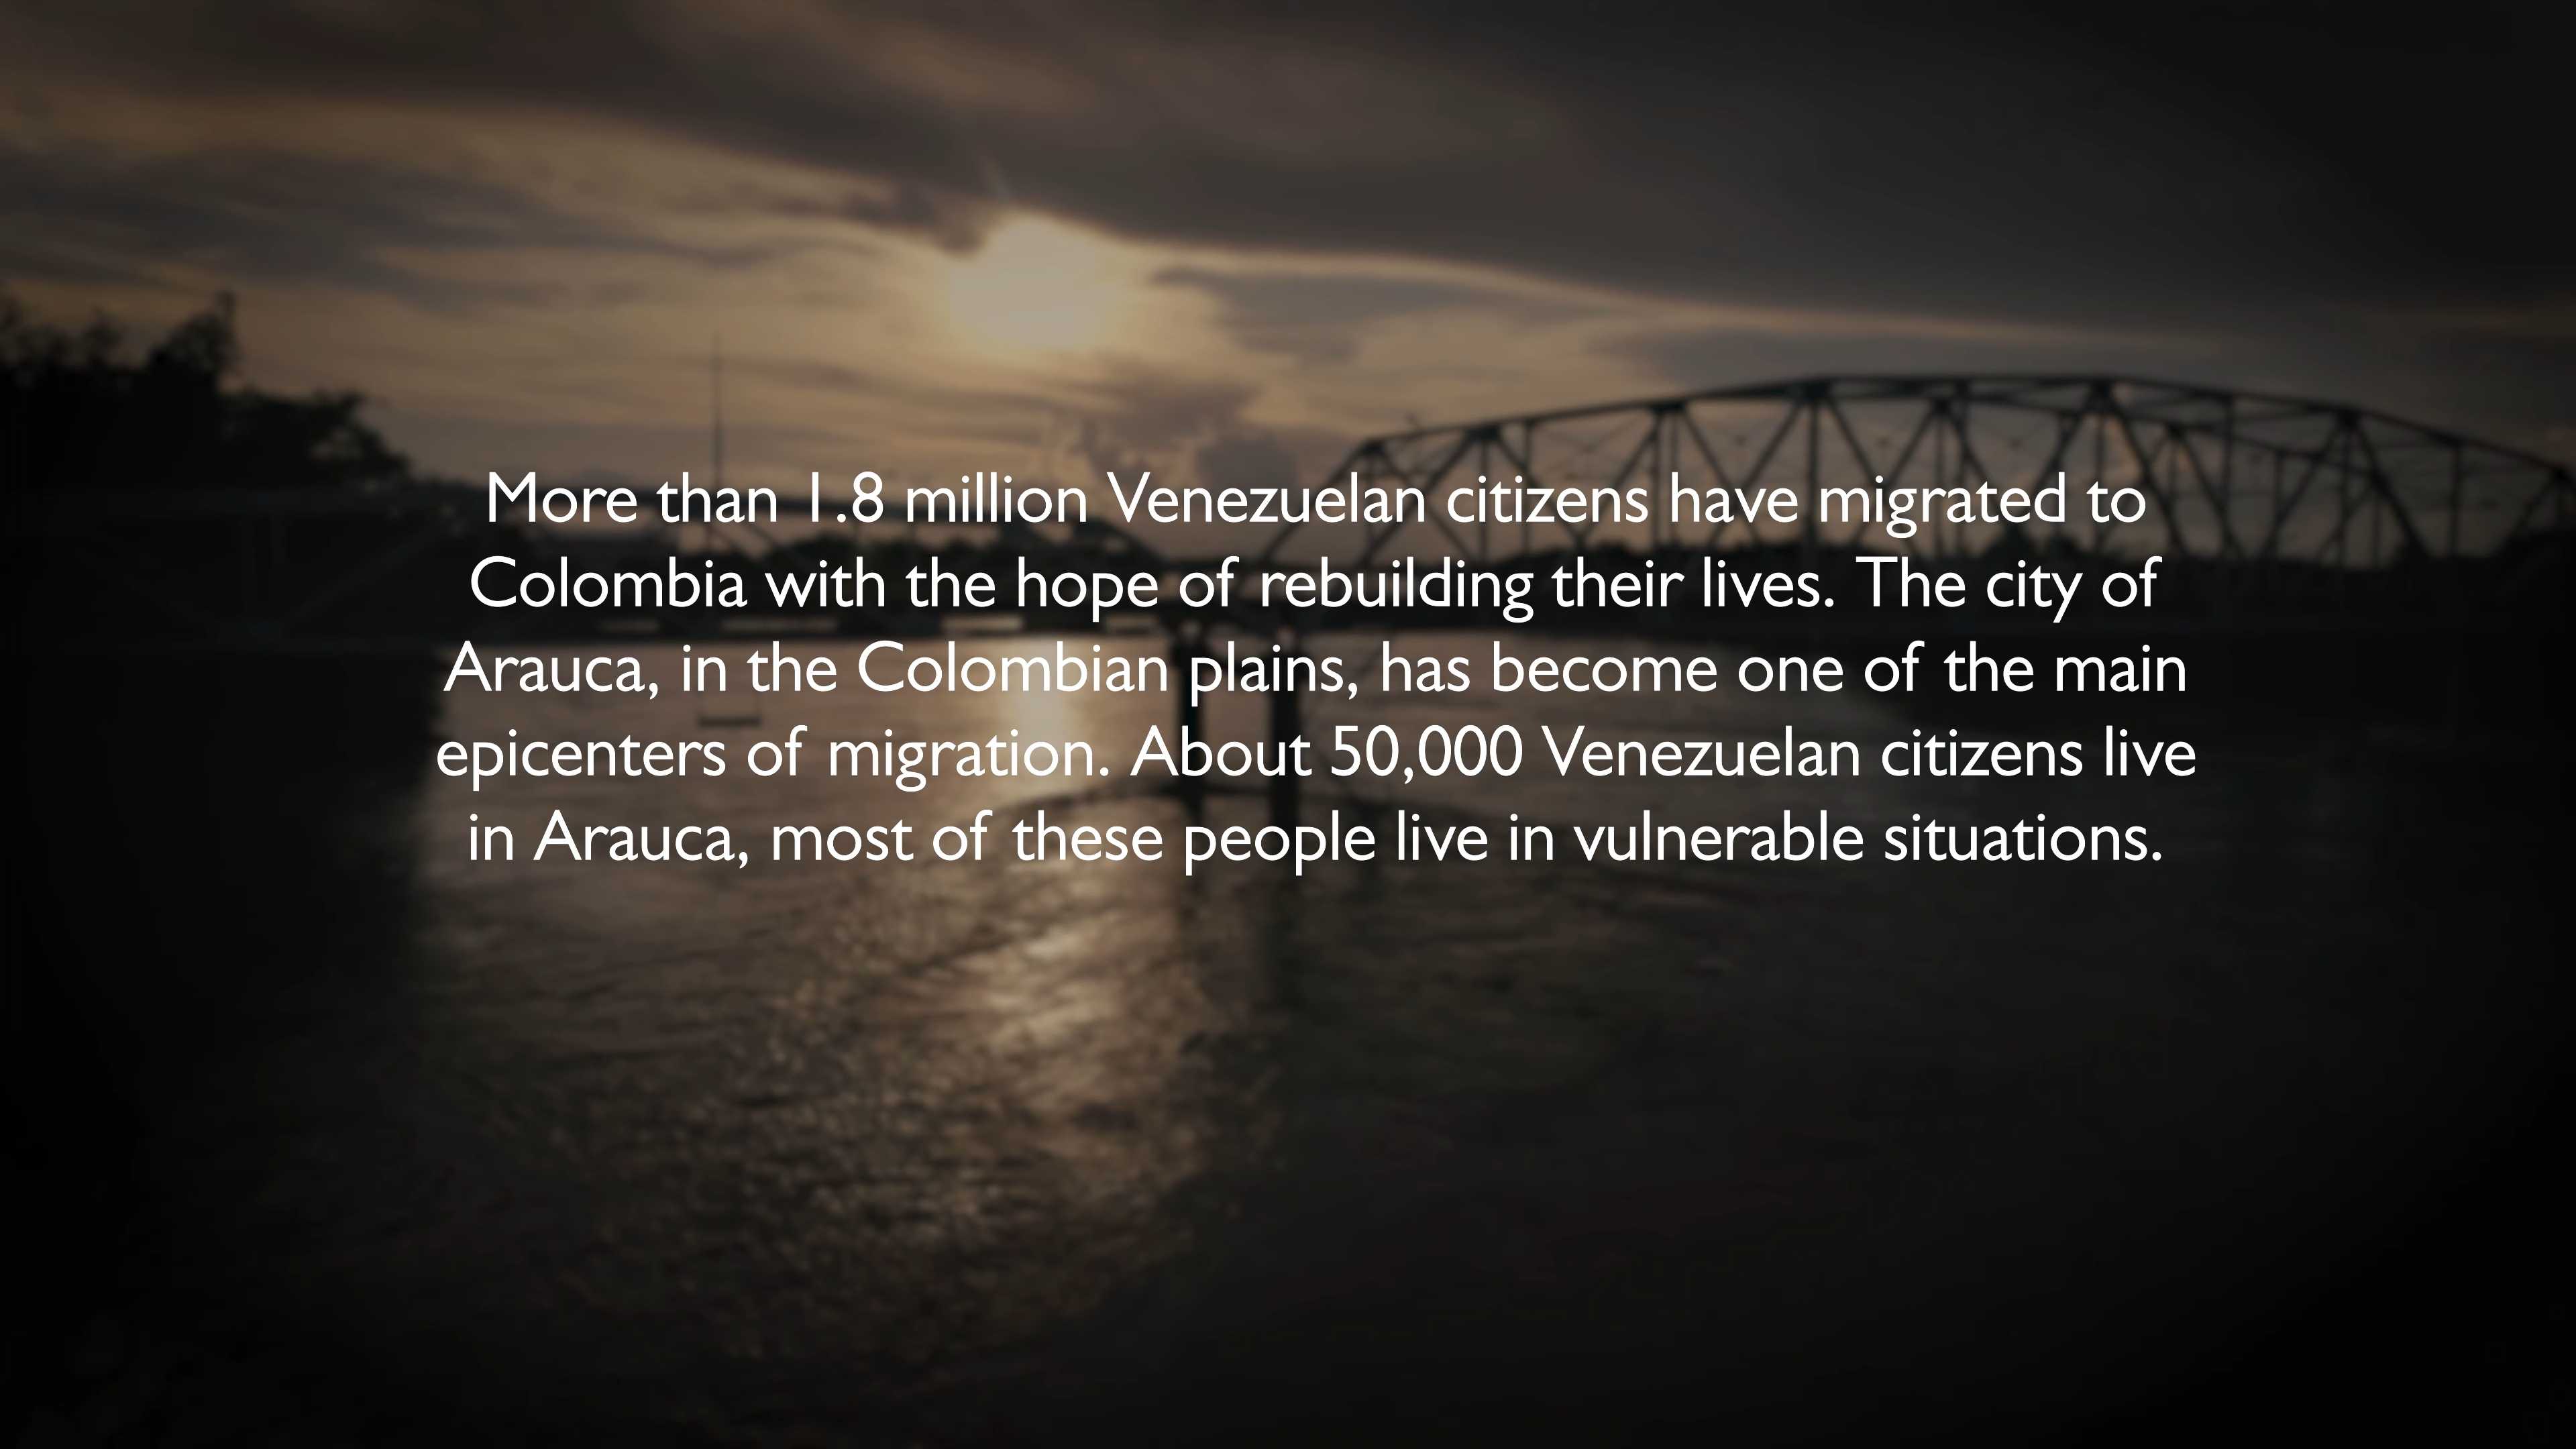 More than 1.8 million Venezuelan citizens have migrated to
Colombia with the hope of rebuilding their lives. The city of
Arauca, in the Colombian plains, has become one of the main
epicenters of migration. About 50,000 Venezuelan citizens live
in Arauca, most of these people live in vulnerable situations.